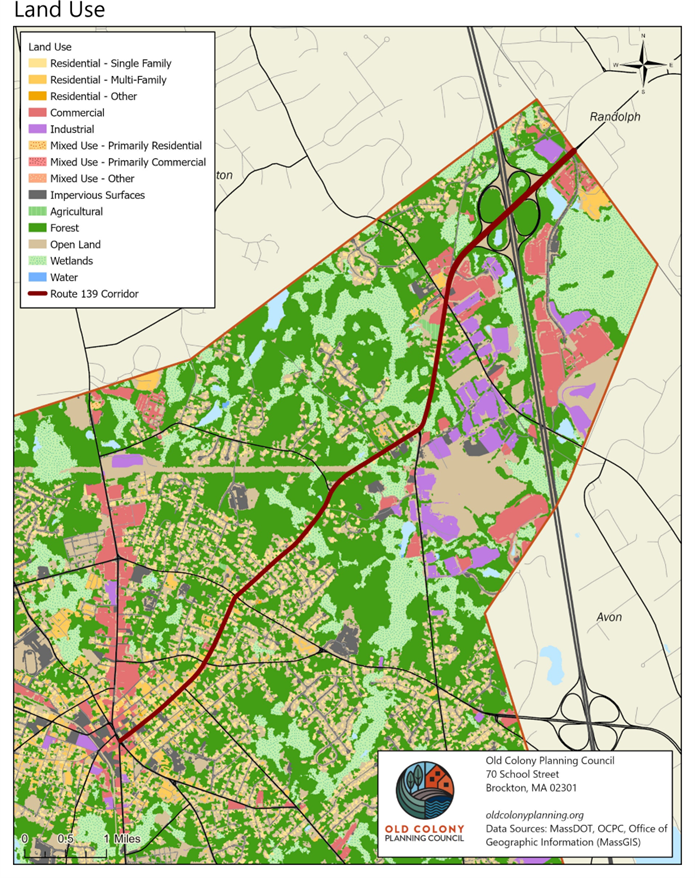 Land Use
Land Use
Residential - Single Family
Residential - Multi-Family
Residential - Other
Commercial
Industrial
Mixed Use - Primarily Residential
Mixed Use - Primarily Commercial
Mixed Use - Other
Impervious Surfaces
Agricultural
Forest
Open Land
Wetlands
Water
Route 139 Corridor
N
W E
S
Randolph
ton
Avon
0 0.5 1 Miles
OLD COLONY
PLANNING COUNCIL
Old Colony Planning Council
70 School Street
Brockton, MA 02301
oldcolonyplanning.org
Data Sources: MassDOT, OCPC, Office of
Geographic Information (MassGIS)